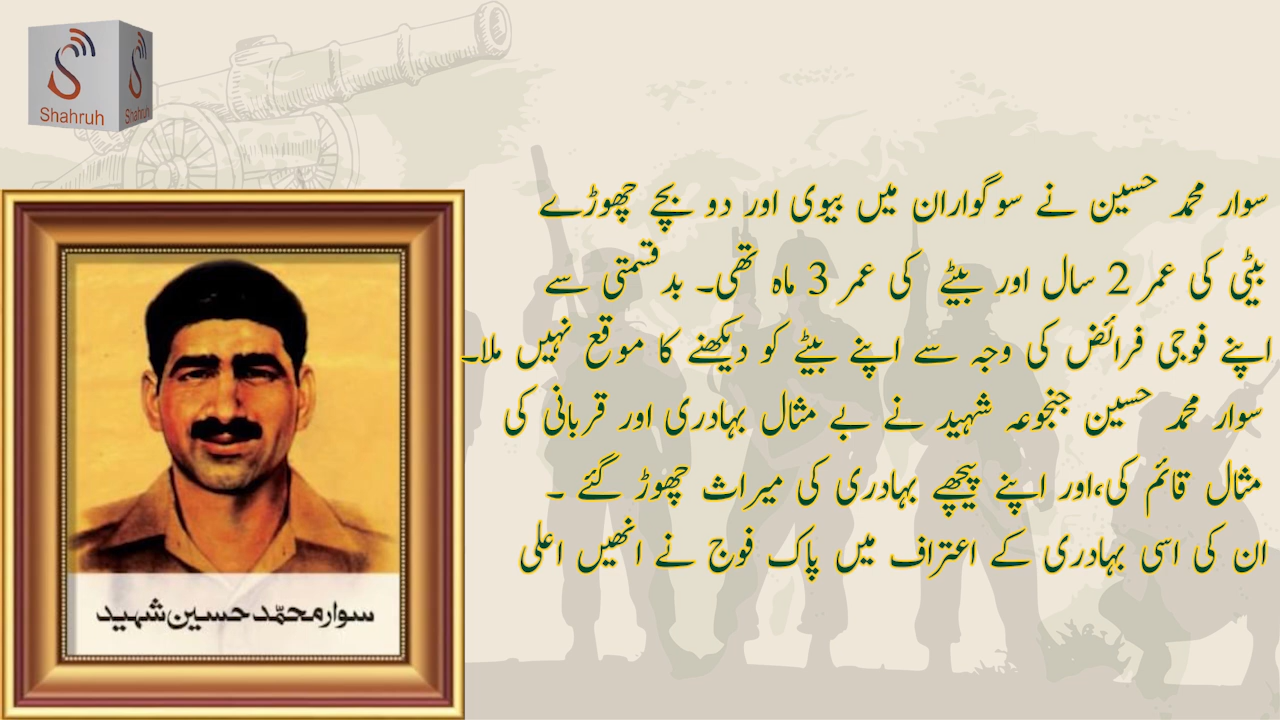 Shahruh
سوار محمد حسین نے سوگواران میں بیوی اور دو بچے چھوڑے
بیٹی کی عمر 2 سال اور بیٹے کی عمر 3 ماہ تھی۔ بدقسمتی سے
اپنے فوجی فرائض کی وجہ سے اپنے بیٹے کو دیکھنے کا موقع نہیں ملا۔
سوار محمد حسین جنجوعہ شہید نے بے مثال بہادری اور قربانی کی
مثال قائم کی،اور اپنے پیچھے بہادری کی میراث چھوڑ گئے ۔
ان کی اسی بہادری کے اعتراف میں پاک فوج نے انھیں اعلی
سوار محمّد حسین شہید